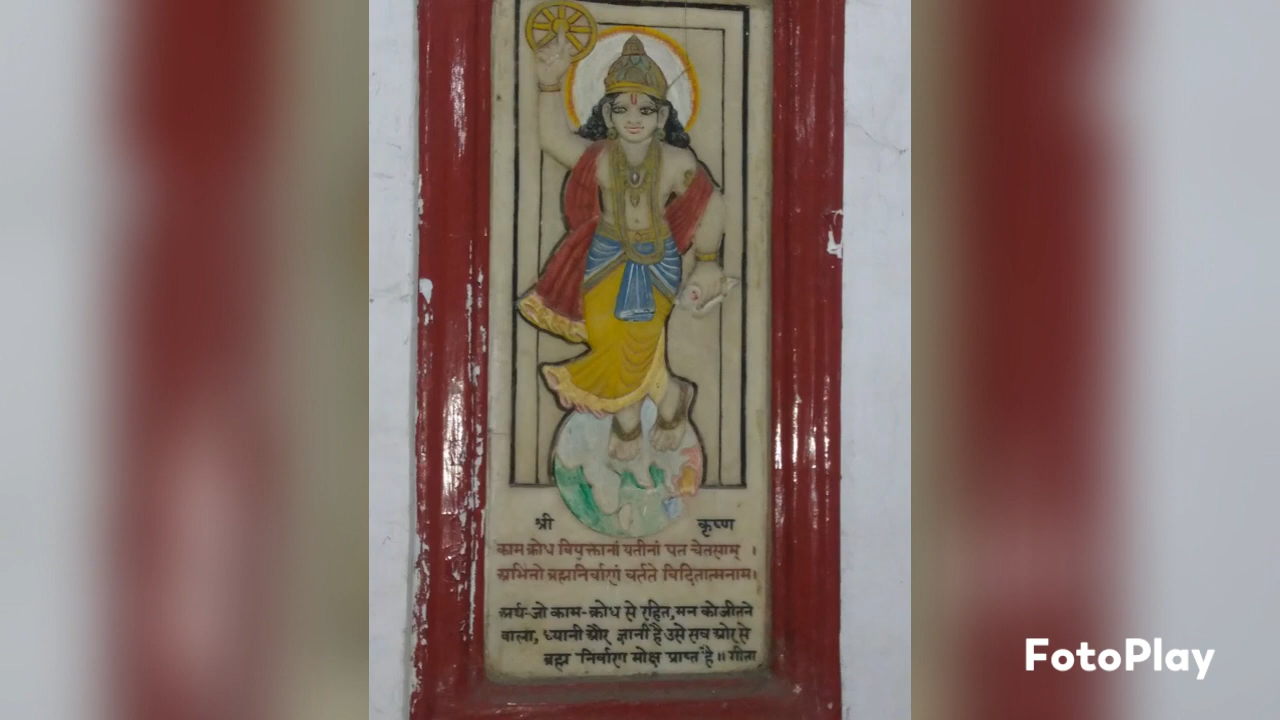 श्री कृष्ण
काम क्रोध वियुक्तानां यतीनां यत चेतसाम् ।
अभितो ब्रह्मनिर्वाणं वर्तते विदितात्मनाम।
अर्थ-जो काम-क्रोध से रहित, मन को जीतने
वाला, ध्यानी और ज्ञानी है उसे सब ओर से
ब्रह्म निर्वाण मोक्ष प्राप्त है॥ गीता
FotoPlay